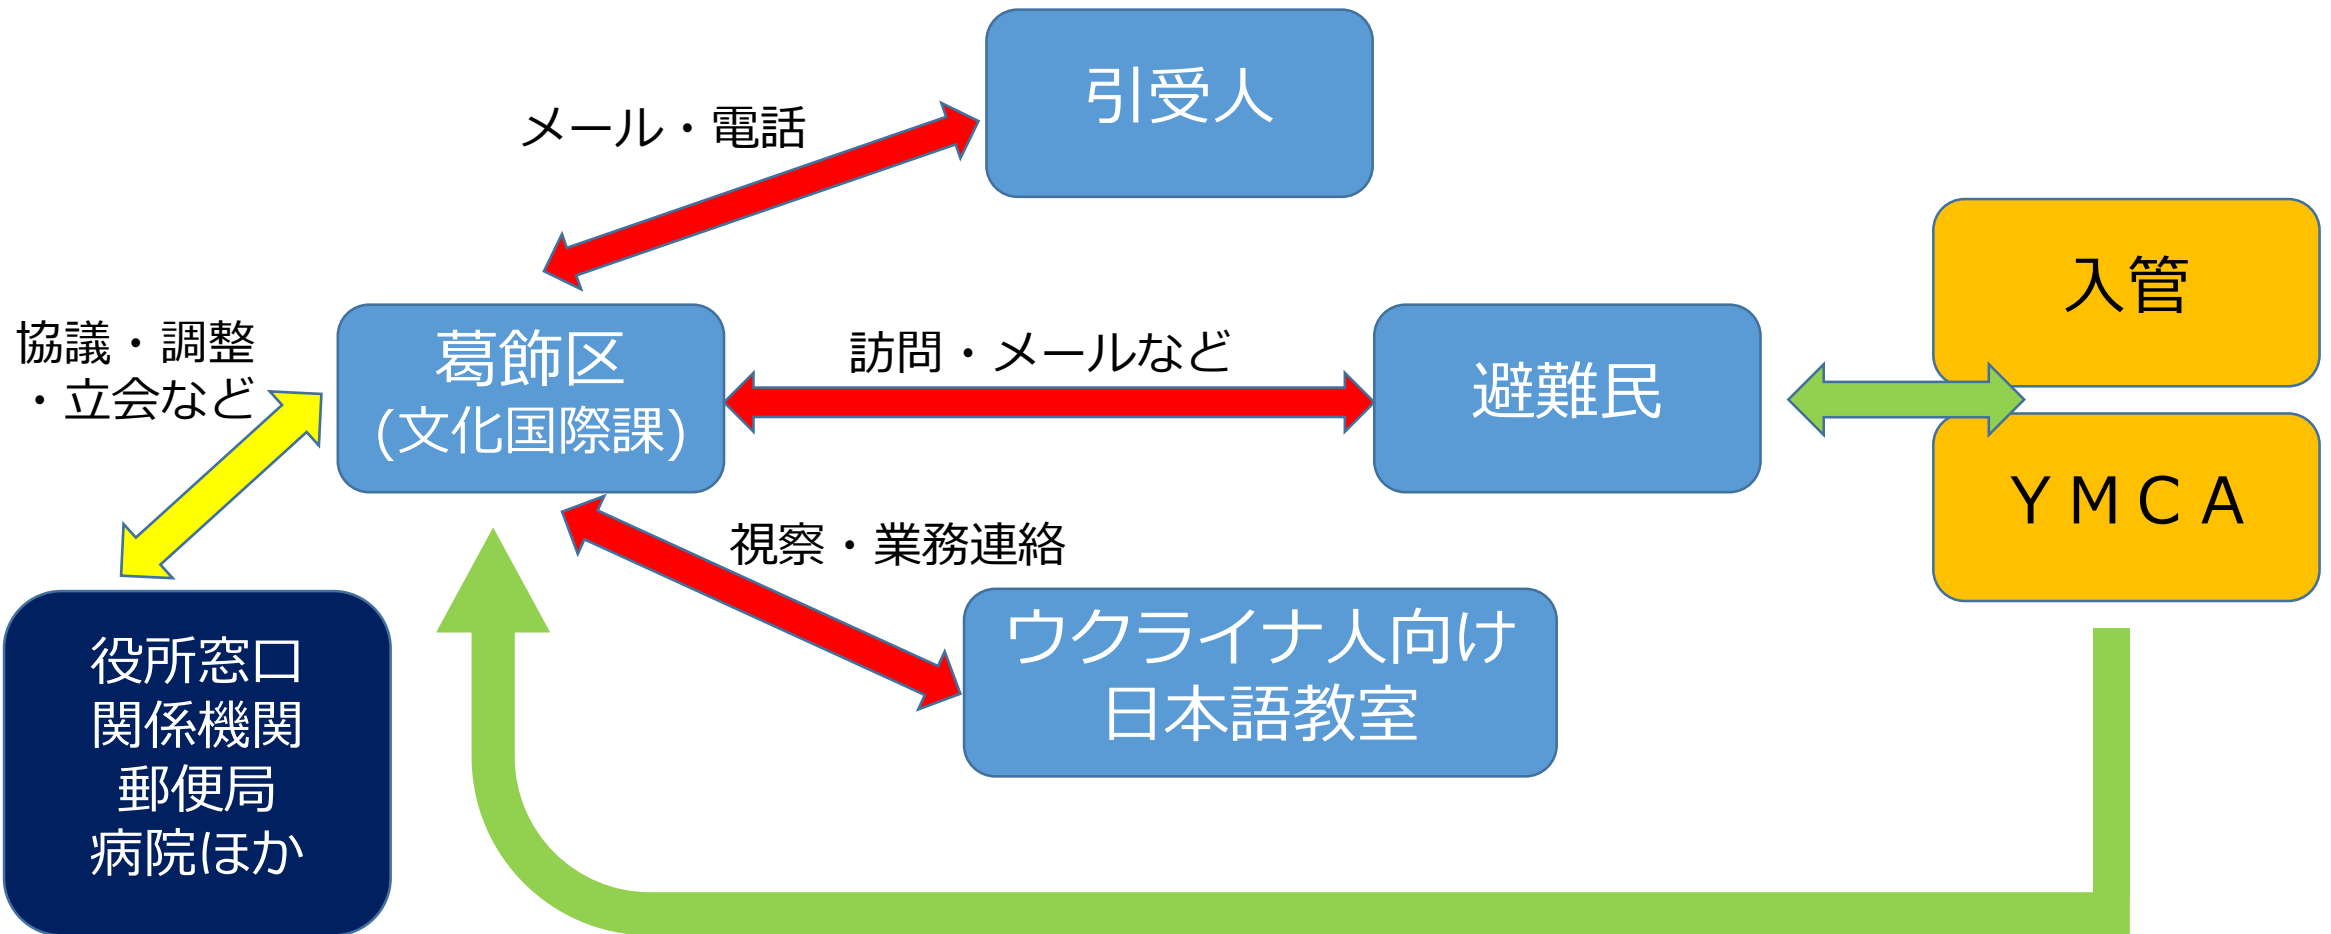 引受人
メール・電話
入管
協議・調整
・立会など
葛飾区
(文化国際課)
訪問・メールなど
避難民
ＹＭＣＡ
視察・業務連絡
ウクライナ人向け
日本語教室
役所窓口
関係機関
郵便局
病院ほか